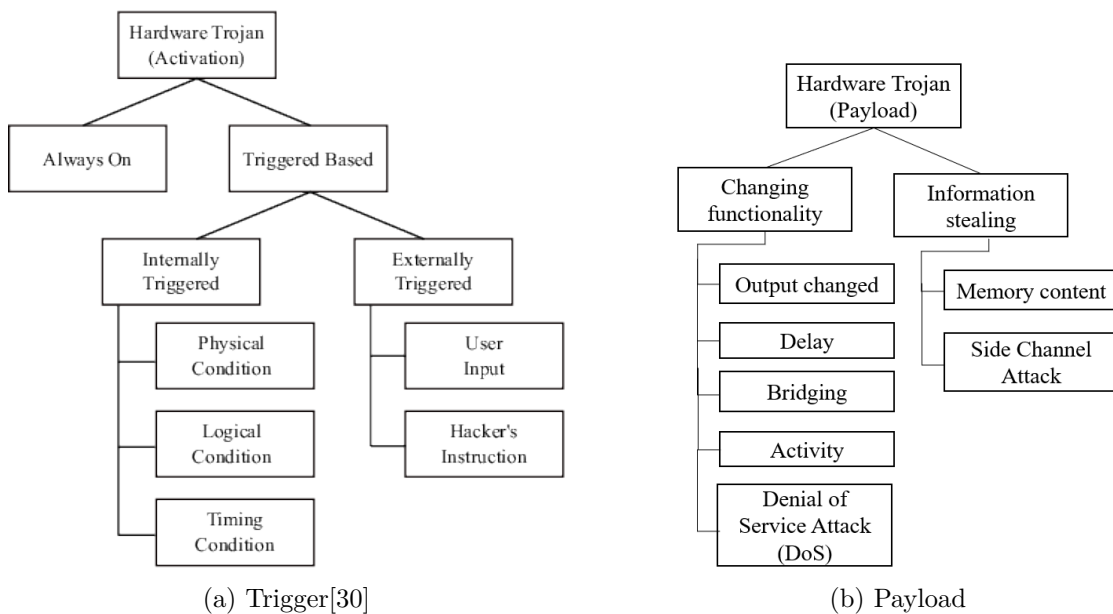 Hardware Trojan
(Activation)
Always On
Triggered Based
Internally
Triggered
Externally
Triggered
Physical
Condition
User
Input
Logical
Condition
Hacker's
Instruction
Timing
Condition
(a) Trigger[30]
Hardware Trojan
(Payload)
Changing
functionality
Information
stealing
Output changed
Memory content
Delay
Side Channel
Attack
Bridging
Activity
Denial of
Service Attack
(DoS)
(b) Payload